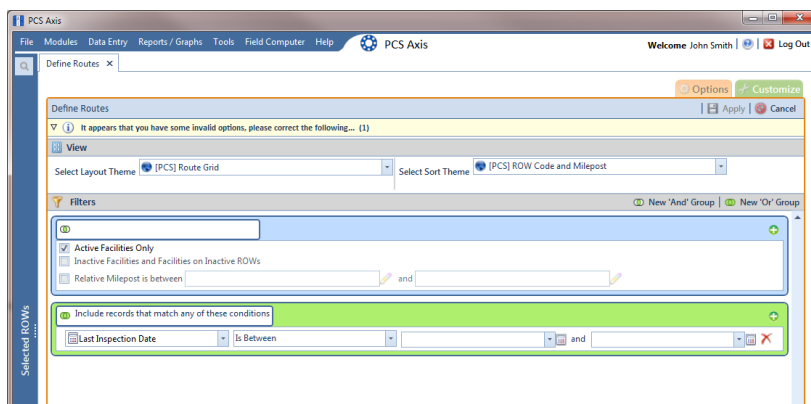 PCS Axis
File Modules Data Entry Reports / Graphs Tools Field Computer Help PCS Axis Welcome John Smith | Log Out
Define Routes
Options Customize
Define Routes | Apply | Cancel
It appears that you have some invalid options, please correct the following... (1)
View
Select Layout Theme [PCS] Route Grid Select Sort Theme [PCS] ROW Code and Milepost
Filters New 'And' Group | New 'Or' Group
Active Facilities Only
Inactive Facilities and Facilities on Inactive ROWs
Relative Milepost is between and
Include records that match any of these conditions
Last Inspection Date Is Between and
Selected ROWs